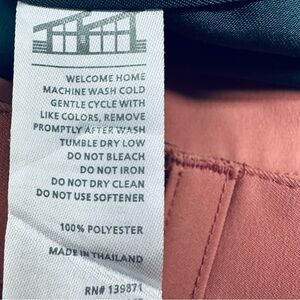 WELCOME HOME
MACHINE WASH COLD
GENTLE CYCLE WITH
LIKE COLORS, REMOVE
PROMPTLY AFTER WASH
TUMBLE DRY LOW
DO NOT BLEACH
DO NOT IRON
DO NOT DRY CLEAN
DO NOT USE SOFTENER
100% POLYESTER
MADE IN THAILAND
RN# 139871